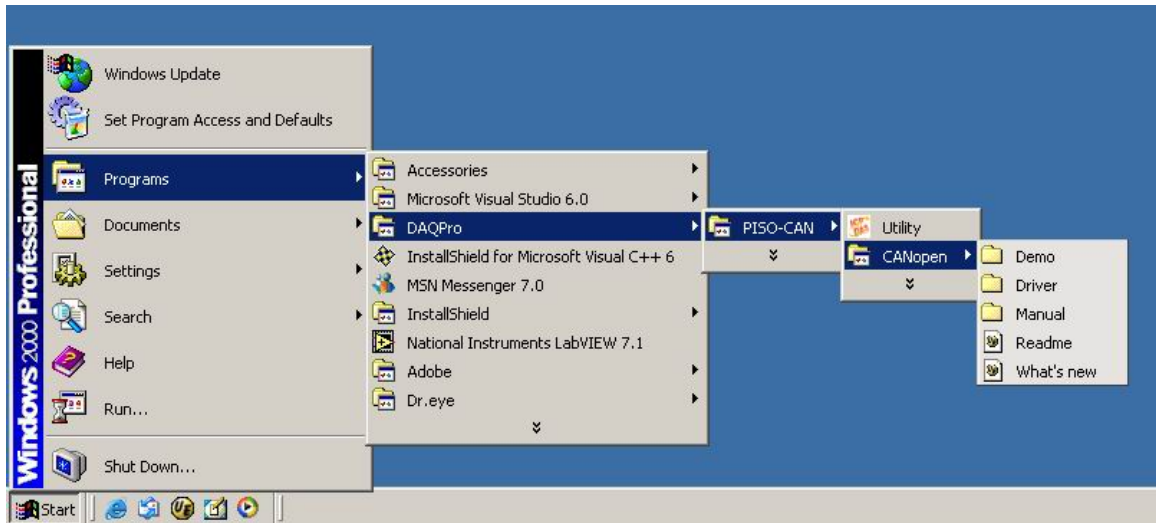 Windows 2000 Professional
Windows Update
Set Program Access and Defaults
Programs
Documents
Settings
Search
Help
Run...
Shut Down...
Accessories
Microsoft Visual Studio 6.0
DAQPro
InstallShield for Microsoft Visual C++ 6
MSN Messenger 7.0
InstallShield
National Instruments LabVIEW 7.1
Adobe
Dr.eye
PISO-CAN
Utility
CANopen
Demo
Driver
Manual
Readme
What's new
Start